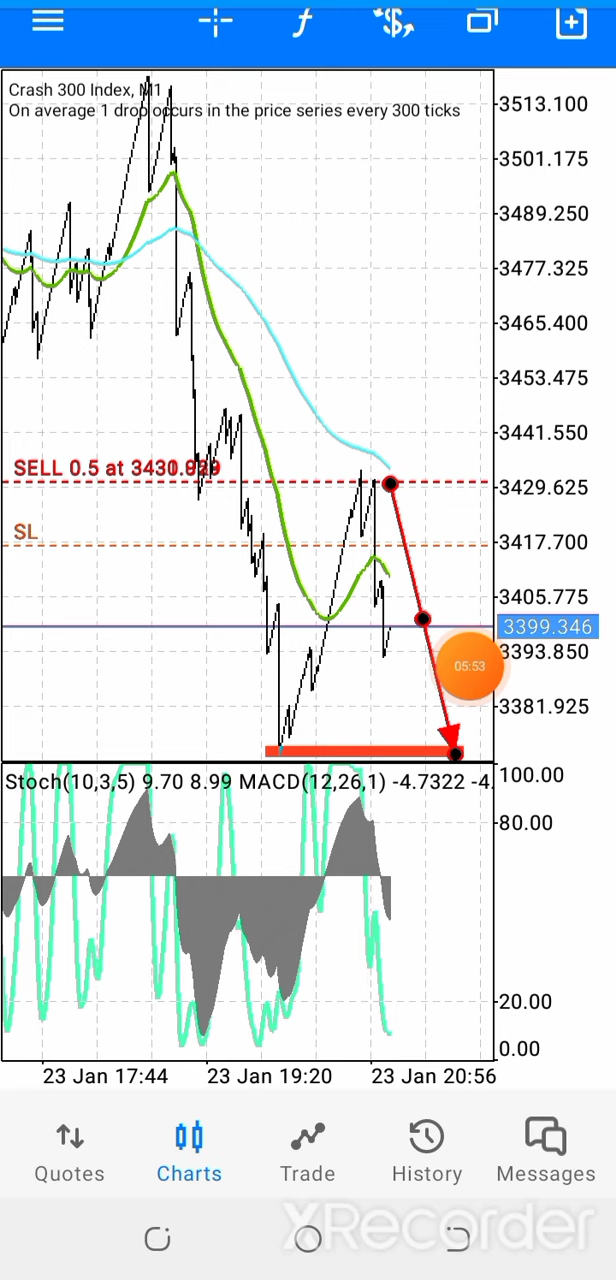 Crash 300 Index, M1
On average 1 drop occurs in the price series every 300 ticks
3513.100
3501.175
3489.250
3477.325
3465.400
3453.475
3441.550
SELL 0.5 at
3429.625
SL
3417.700
3405.775
3399.346
3393.850
05:53
3381.925
Stoch(10,3,5) 9.70 8.99 MACD(12,26,1) -4.7322 -4.
100.00
80.00
20.00
0.00
23 Jan 17:44
23 Jan 19:20
23 Jan 20:56
Quotes
Charts
Trade
History
Messages
XRecorder